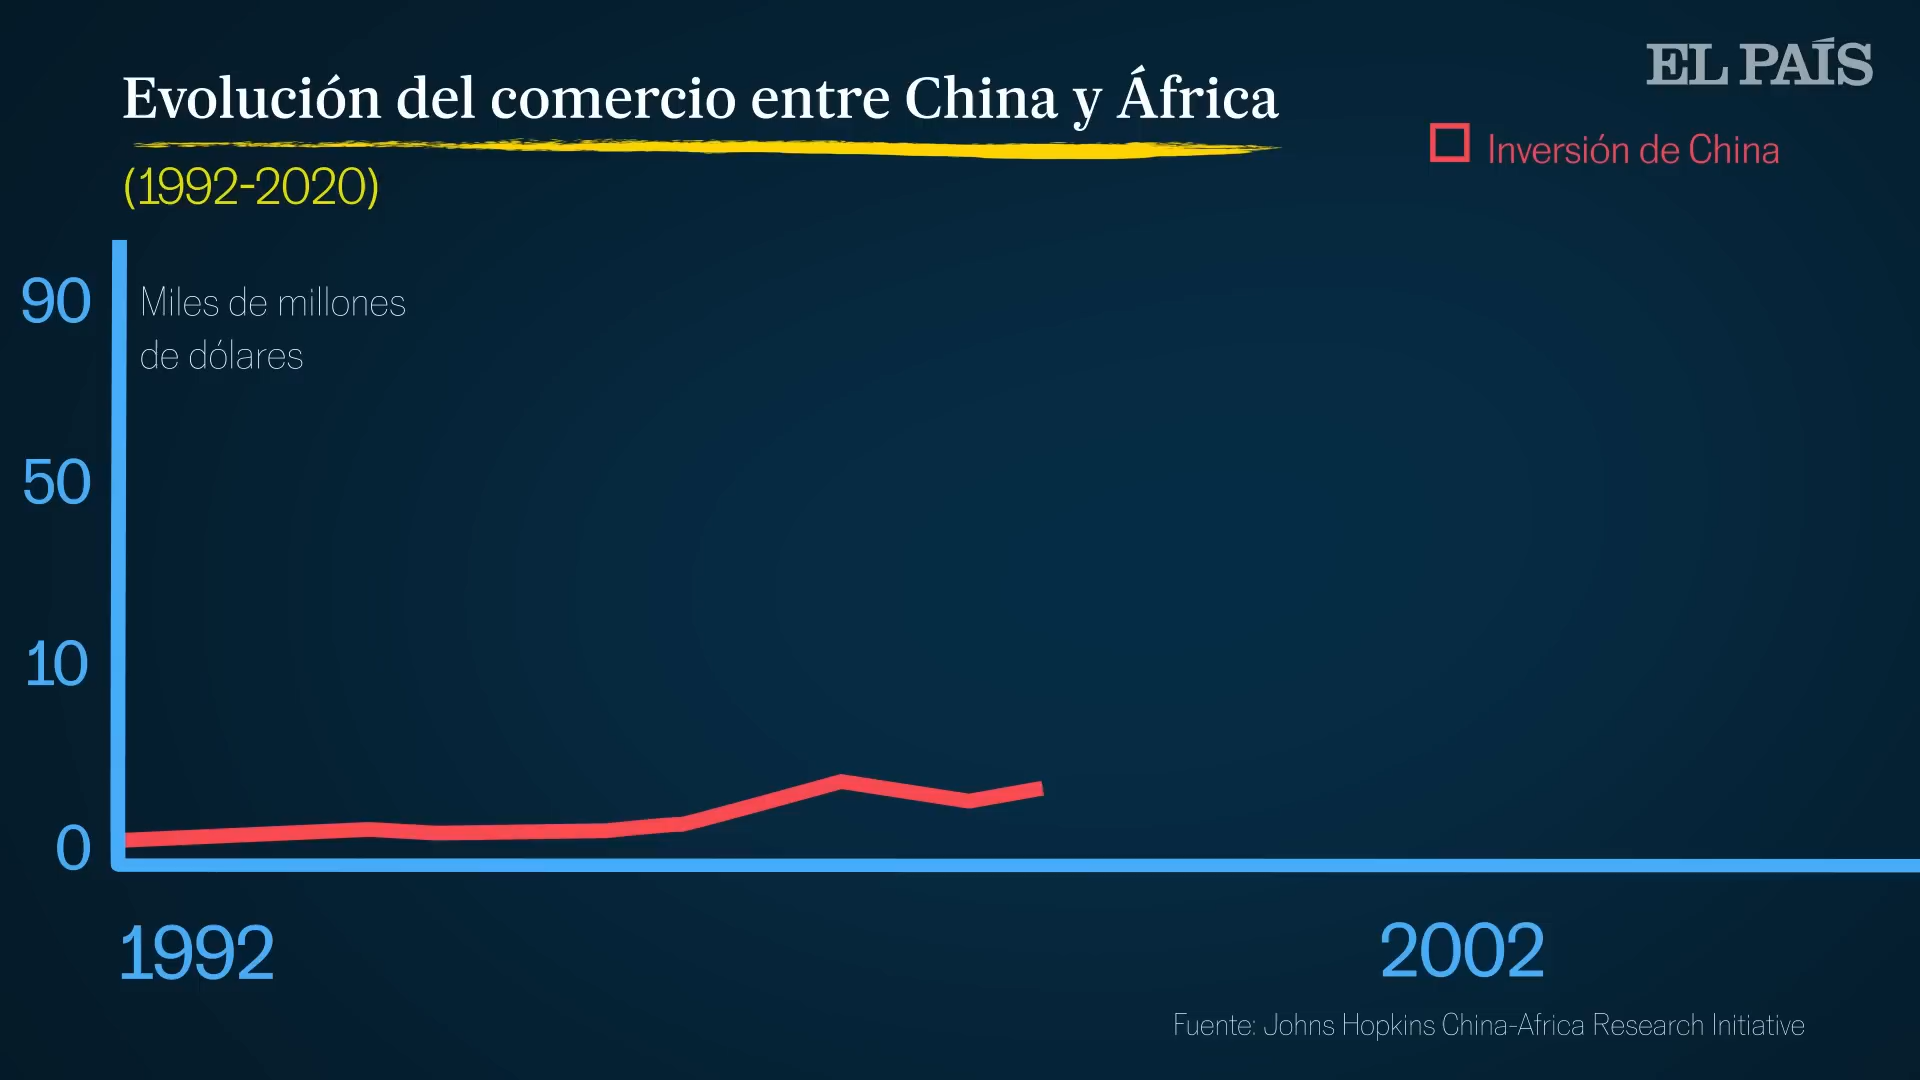 EL PAÍS
Evolución del comercio entre China y África
(1992-2020)
Inversión de China
Miles de millones
de dólares
90
50
10
0
1992
2002
Fuente: Johns Hopkins China-Africa Research Initiative